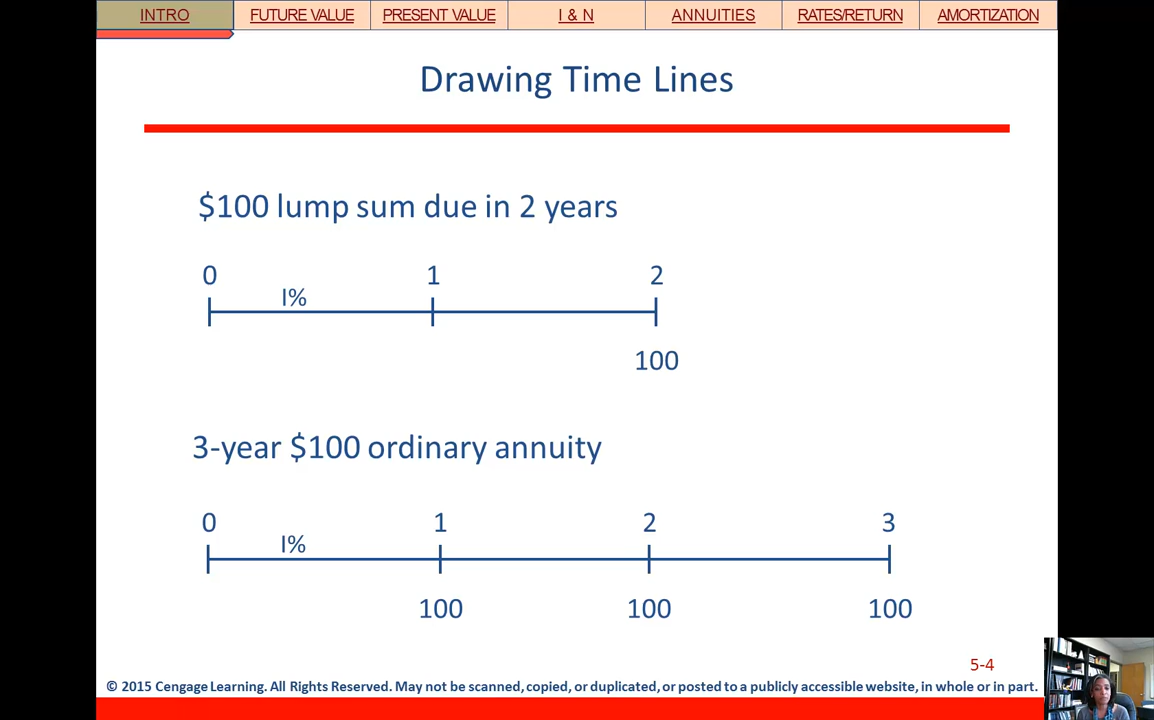 INTRO FUTURE VALUE PRESENT VALUE I & N ANNUITIES RATES/RETURN AMORTIZATION
Drawing Time Lines
$100 lump sum due in 2 years
0 1 2
I%
100
3-year $100 ordinary annuity
0 1 2 3
I%
100 100 100
5-4
© 2015 Cengage Learning. All Rights Reserved. May not be scanned, copied, or duplicated, or posted to a publicly accessible website, in whole or in part.